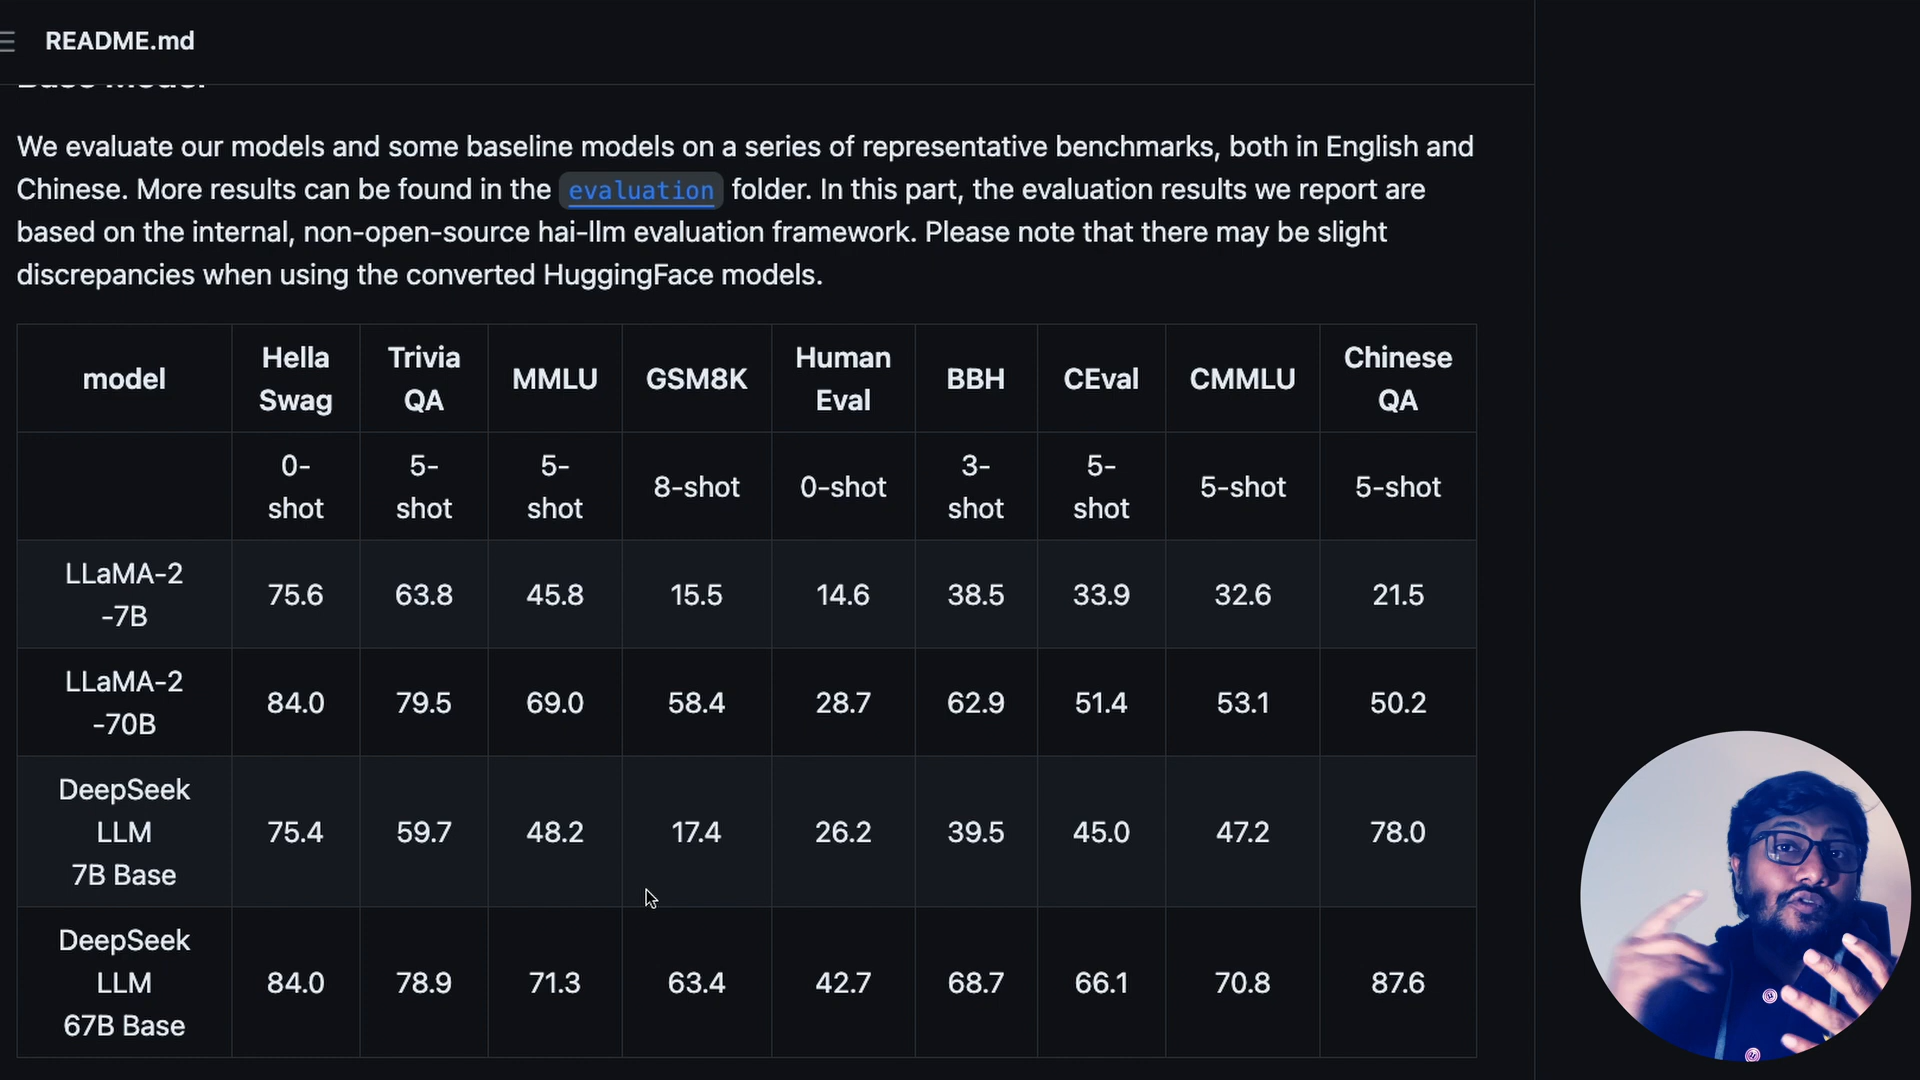 README.md
Base Model
We evaluate our models and some baseline models on a series of representative benchmarks, both in English and
Chinese. More results can be found in the evaluation folder. In this part, the evaluation results we report are
based on the internal, non-open-source hai-llm evaluation framework. Please note that there may be slight
discrepancies when using the converted HuggingFace models.
model Hella Swag Trivia QA MMLU GSM8K Human Eval BBH CEval CMMLU Chinese QA
0-shot 5-shot 5-shot 8-shot 0-shot 3-shot 5-shot 5-shot 5-shot
LLaMA-2 -7B 75.6 63.8 45.8 15.5 14.6 38.5 33.9 32.6 21.5
LLaMA-2 -70B 84.0 79.5 69.0 58.4 28.7 62.9 51.4 53.1 50.2
DeepSeek LLM 7B Base 75.4 59.7 48.2 17.4 26.2 39.5 45.0 47.2 78.0
DeepSeek LLM 67B Base 84.0 78.9 71.3 63.4 42.7 68.7 66.1 70.8 87.6